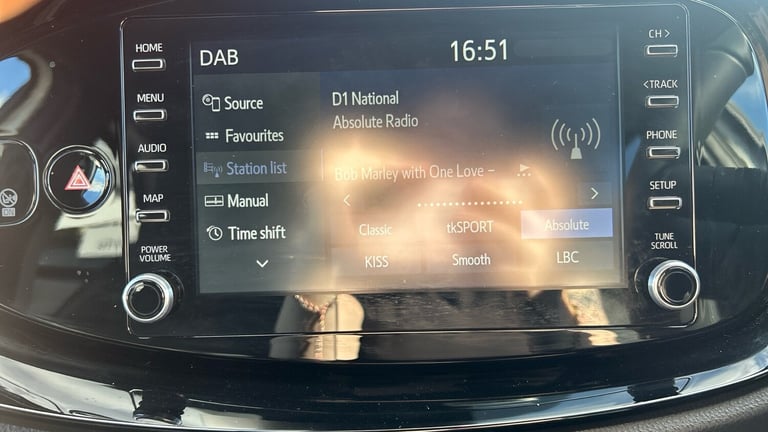 HOME
MENU
AUDIO
MAP
POWER
VOLUME
DAB
16:51
Source
Favourites
Station list
Manual
Time shift
D1 National
Absolute Radio
Bob Marley with One Love –
Classic
tkSPORT
Absolute
KISS
Smooth
LBC
CH >
< TRACK
PHONE
SETUP
TUNE
SCROLL